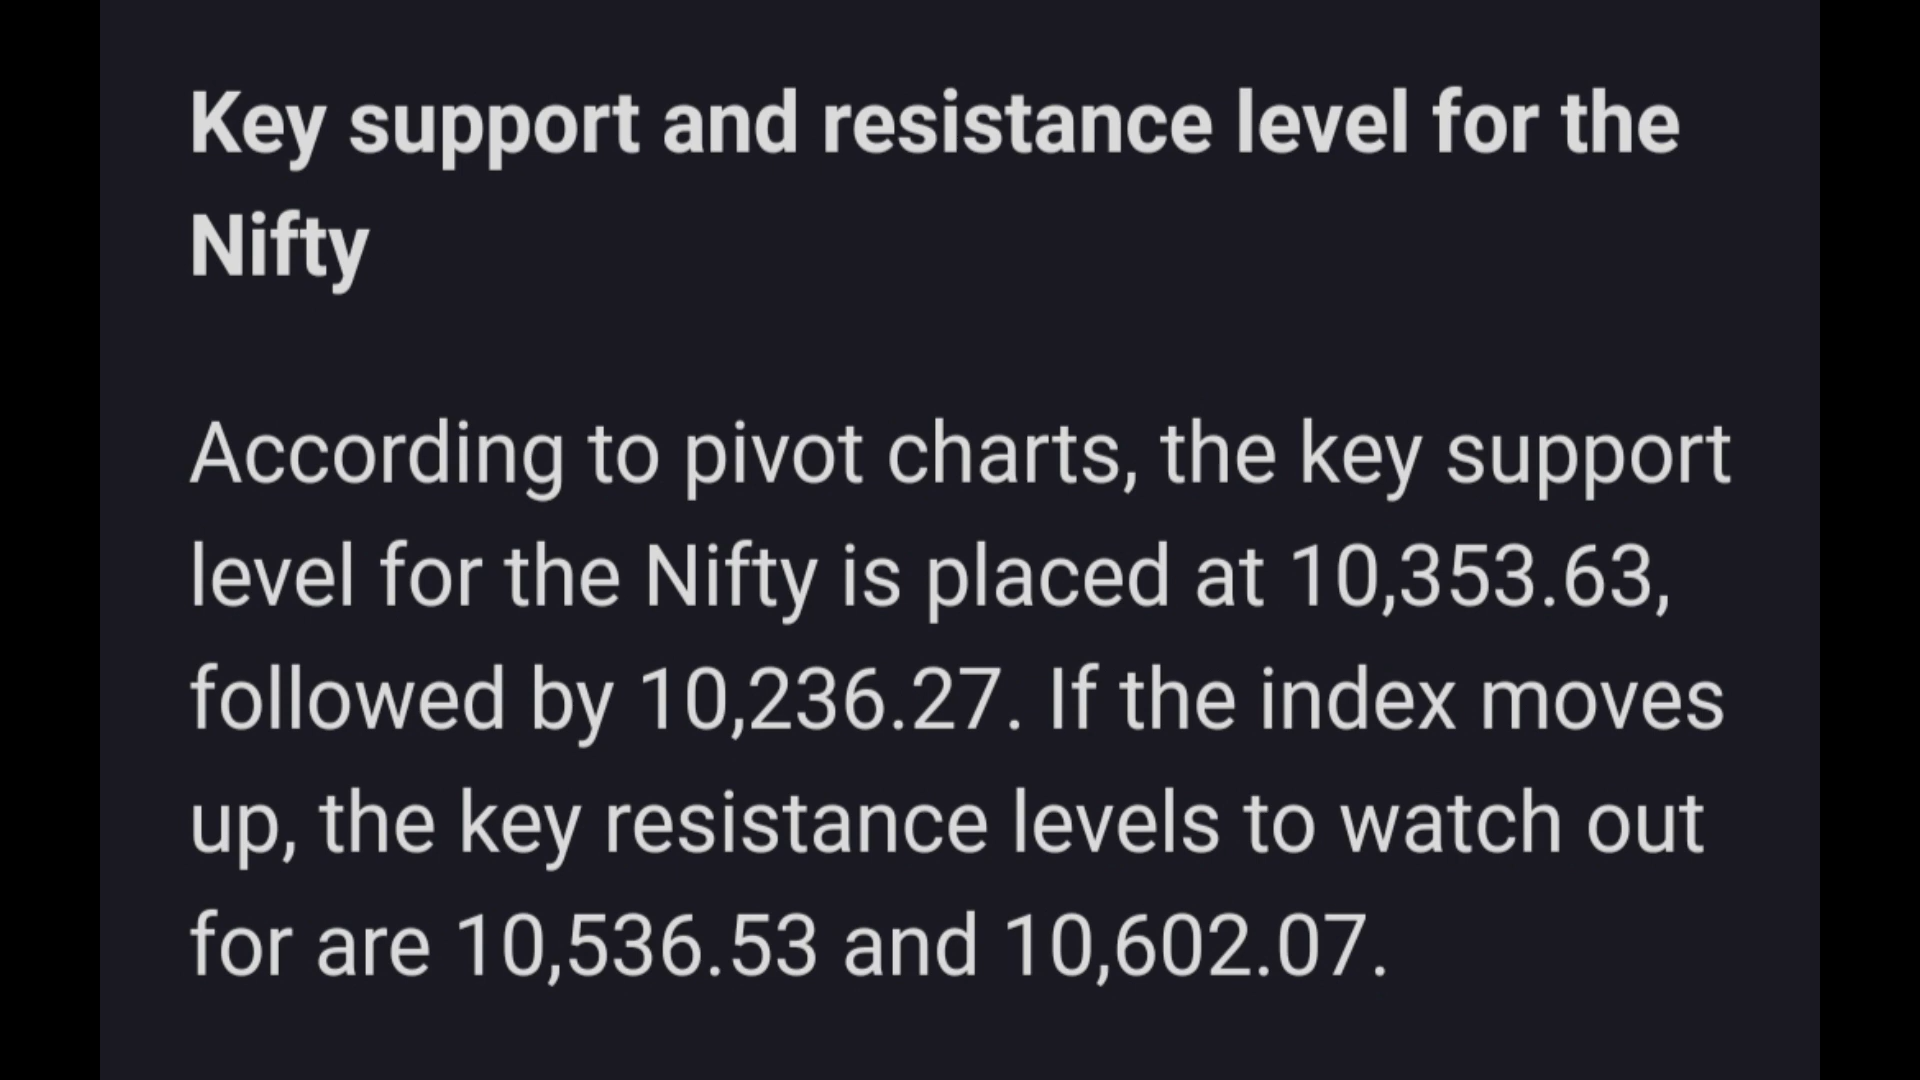 Key support and resistance level for the
Nifty
According to pivot charts, the key support
level for the Nifty is placed at 10,353.63,
followed by 10,236.27. If the index moves
up, the key resistance levels to watch out
for are 10,536.53 and 10,602.07.